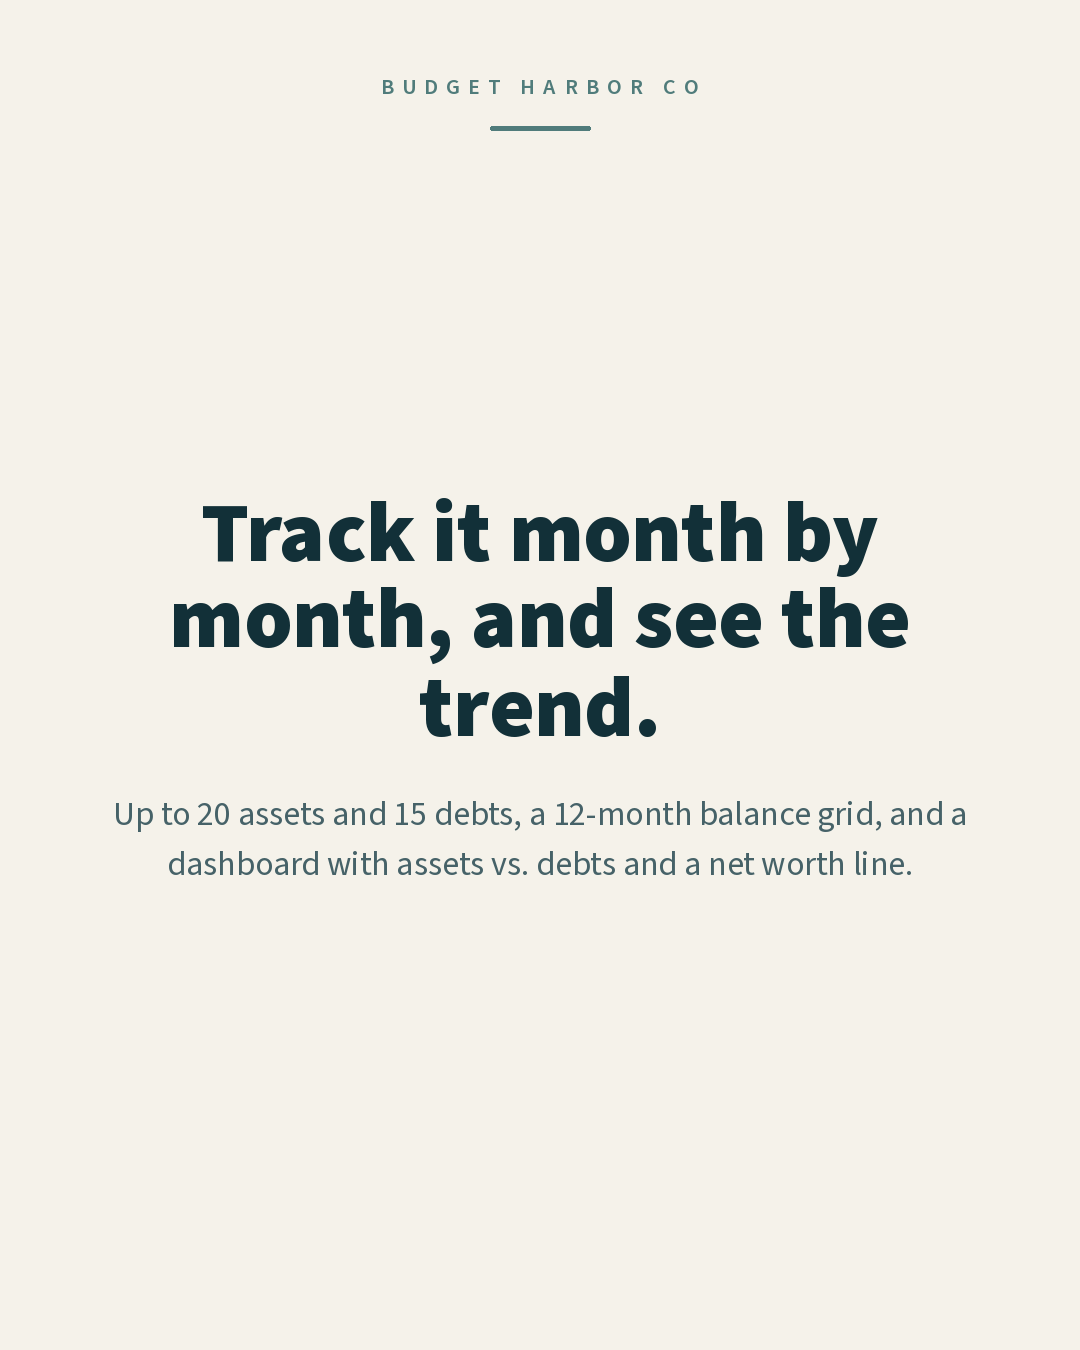 BUDGET HARBOR CO
Track it month by
month, and see the
trend.
Up to 20 assets and 15 debts, a 12-month balance grid, and a
dashboard with assets vs. debts and a net worth line.